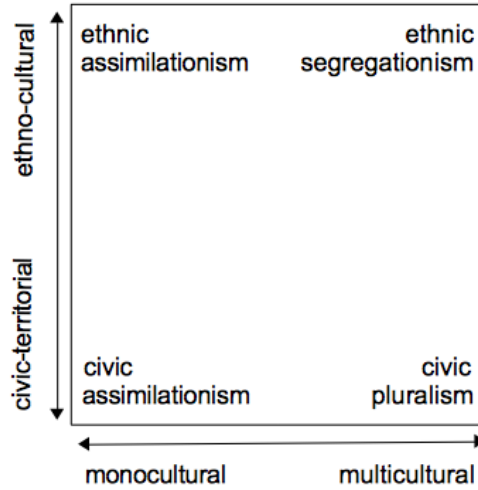 ethno-cultural
civic-territorial
ethnic
assimilationism
ethnic
segregationism
civic
assimilationism
civic
pluralism
monocultural
multicultural